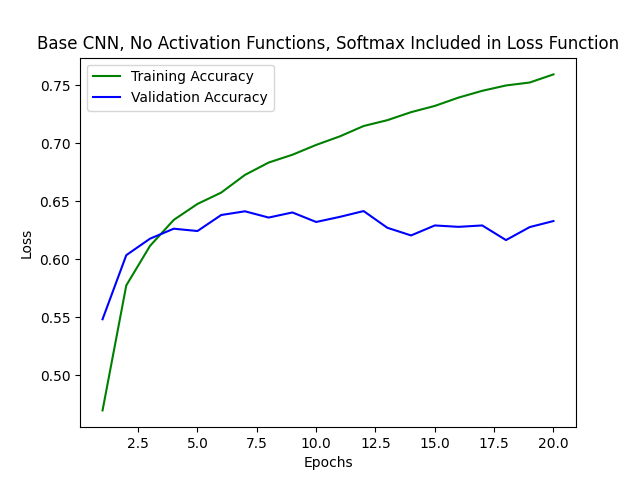 Base CNN, No Activation Functions, Softmax Included in Loss Function
Training Accuracy
Validation Accuracy
Loss
0.75
0.70
0.65
0.60
0.55
0.50
2.5 5.0 7.5 10.0 12.5 15.0 17.5 20.0
Epochs